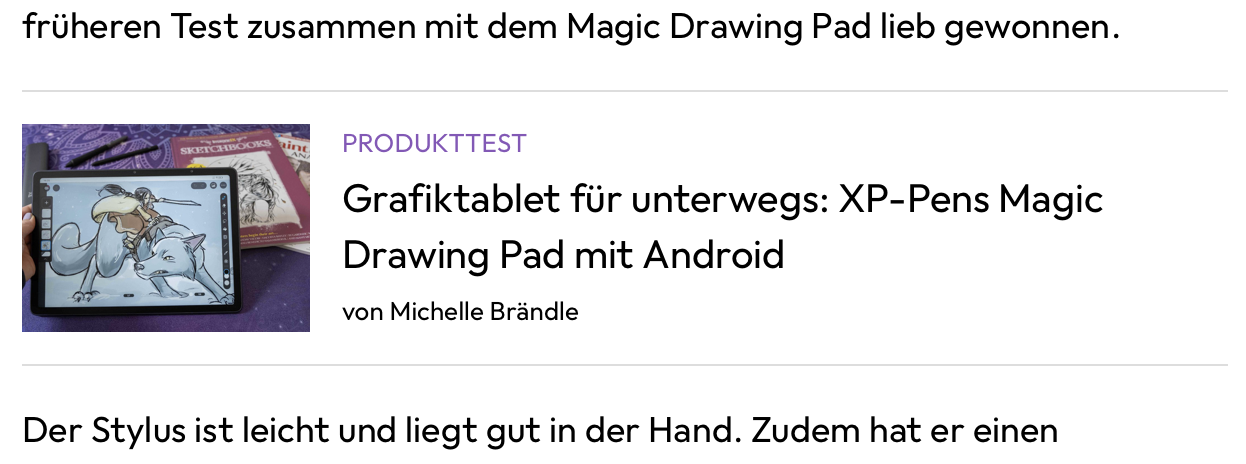 früheren Test zusammen mit dem Magic Drawing Pad lieb gewonnen.
PRODUKTTEST
Grafiktablet für unterwegs: XP-Pens Magic
Drawing Pad mit Android
von Michelle Brändle
SKETCHBOOKS
Der Stylus ist leicht und liegt gut in der Hand. Zudem hat er einen